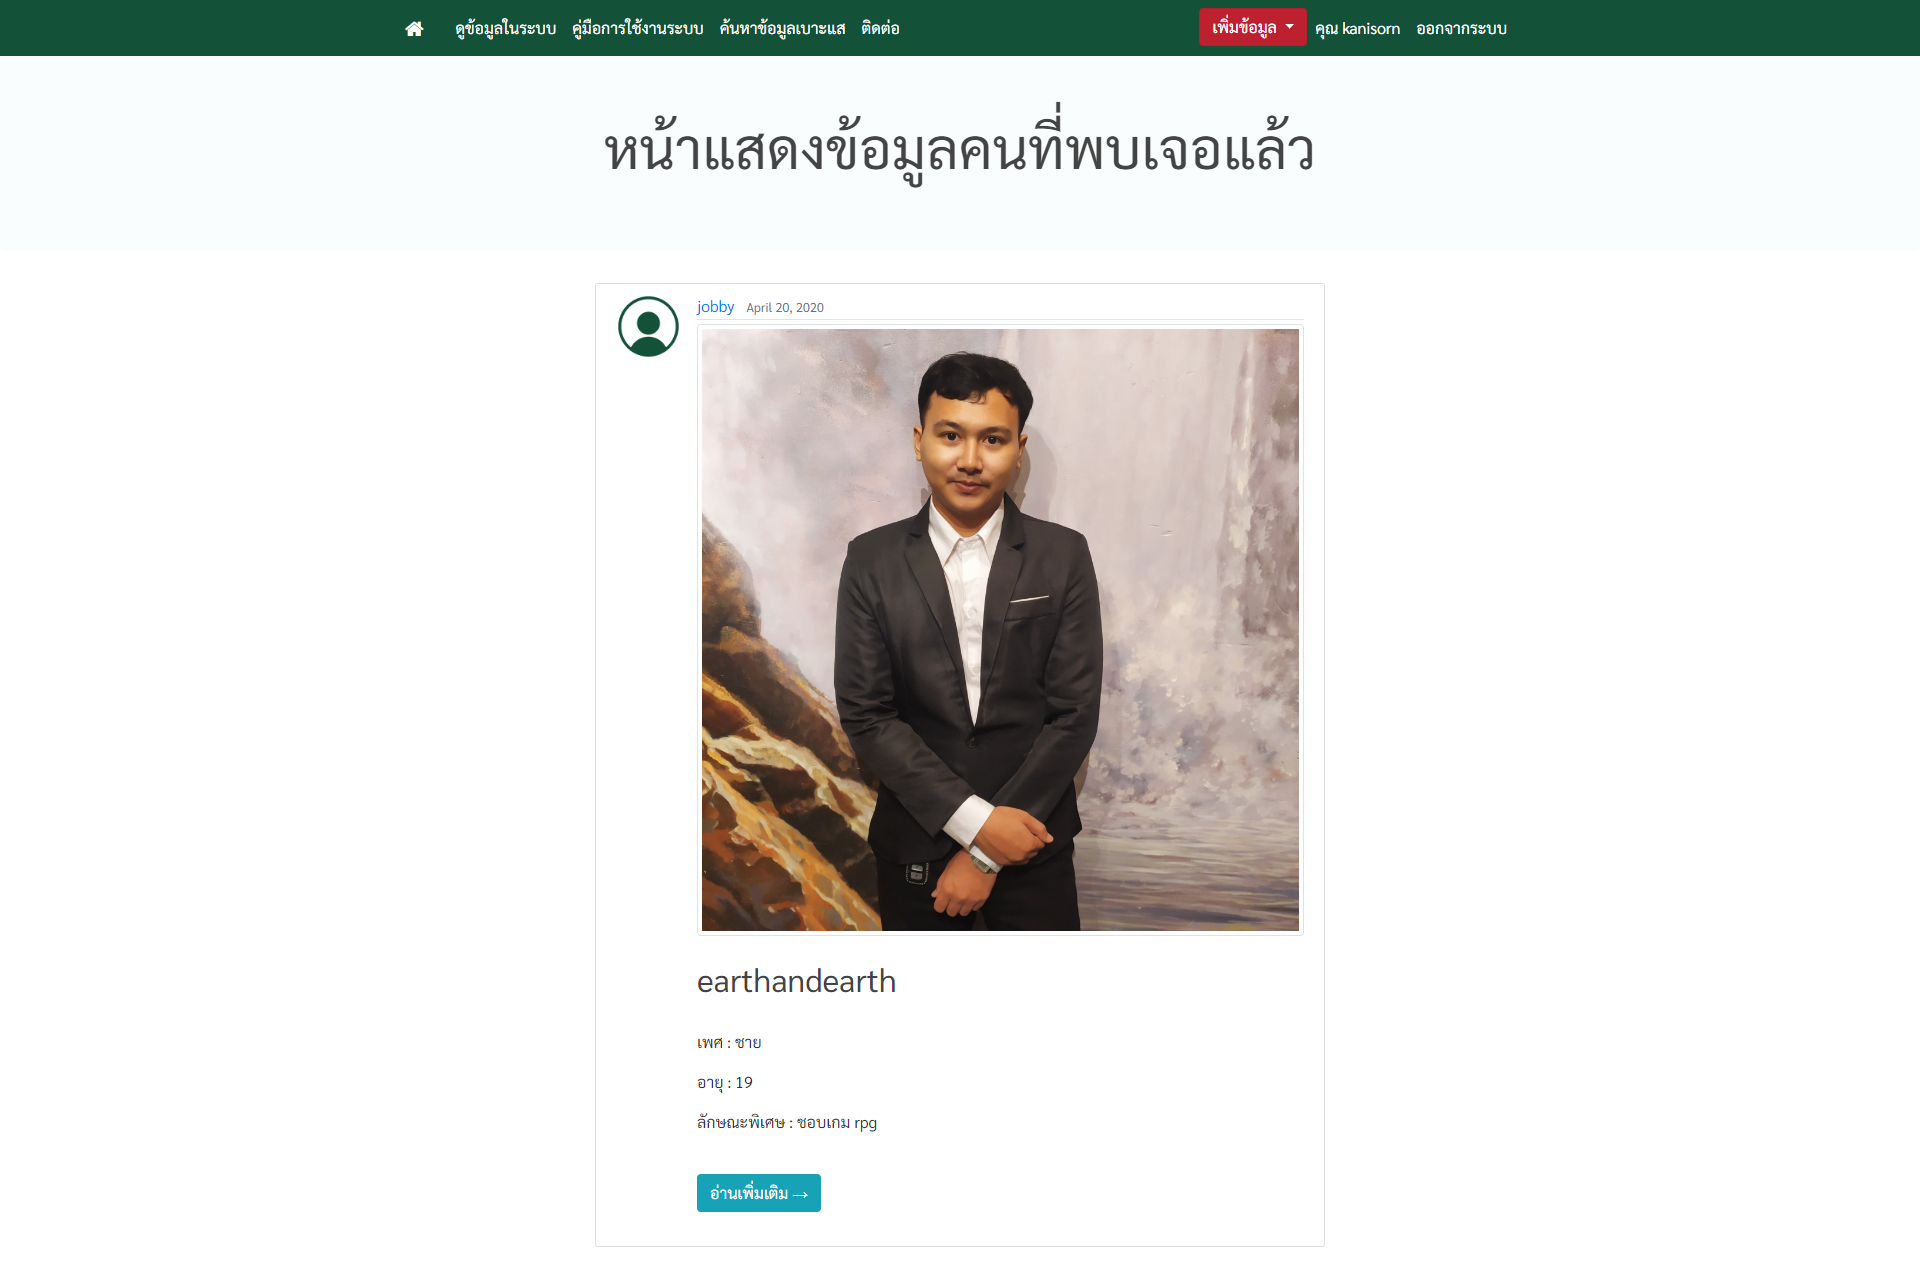 ดูข้อมูลในระบบ คู่มือการใช้งานระบบ ค้นหาข้อมูลเบาะแส ติดต่อ เพิ่มข้อมูล คุณ kanisorn ออกจากระบบ
หน้าแสดงข้อมูลคนที่พบเจอแล้ว
jobby April 20, 2020
earthandearth
เพศ : ชาย
อายุ : 19
ลักษณะพิเศษ : ชอบเกม rpg
อ่านเพิ่มเติม →